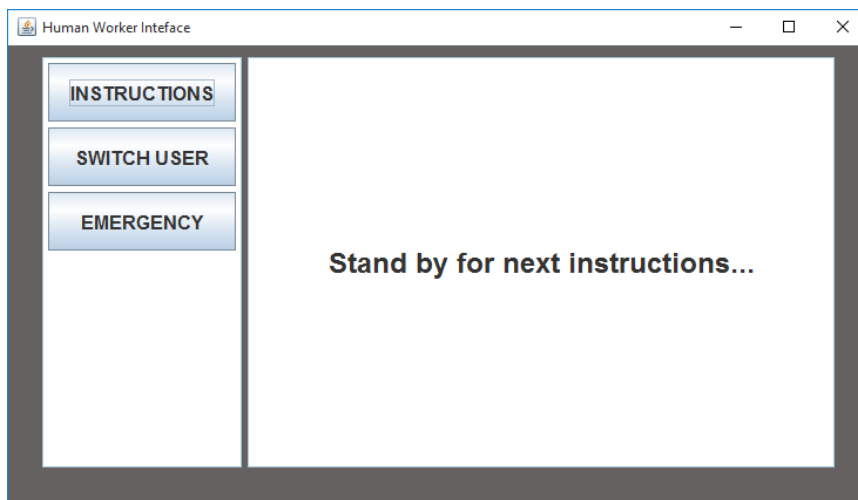 Human Worker Inteface
INSTRUCTIONS
SWITCH USER
EMERGENCY
Stand by for next instructions...